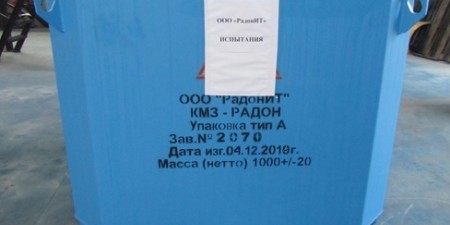 ООО «РадонИТ»
ИСПЫТАНИЯ
ООО "РадонИТ"
КМЗ - РАДОН
Упаковка тип А
Зав.№ 2070
Дата изг.04.12.2019г.
Масса (нетто) 1000+/-20